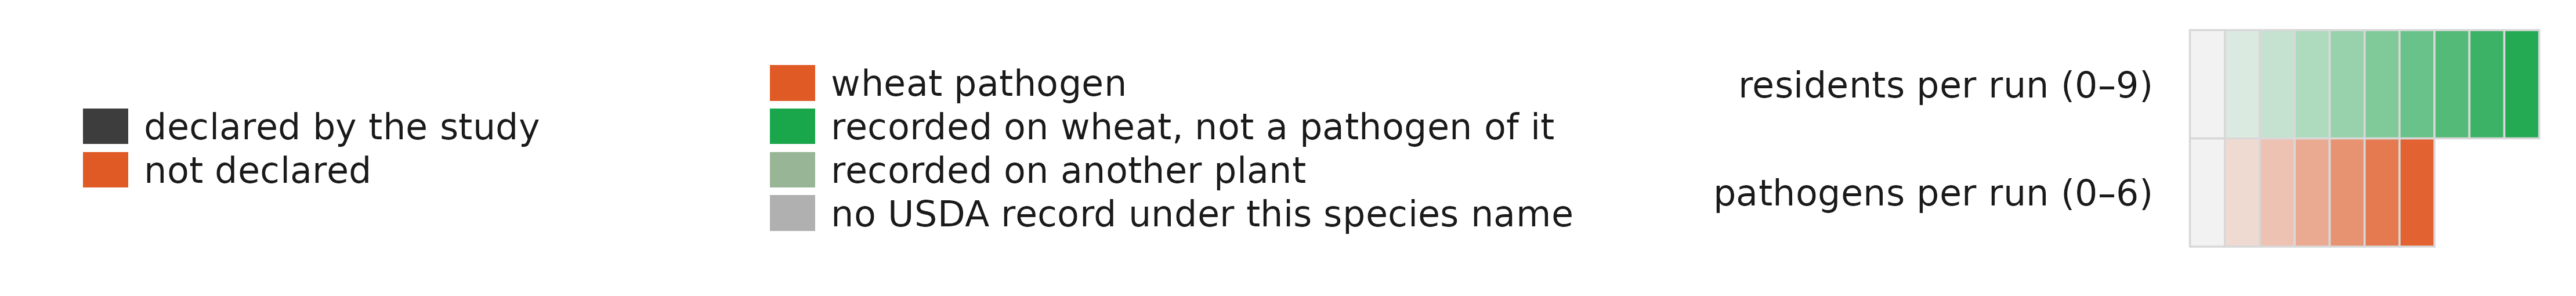 declared by the study
not declared
wheat pathogen
recorded on wheat, not a pathogen of it
recorded on another plant
no USDA record under this species name
residents per run (0–9)
pathogens per run (0–6)